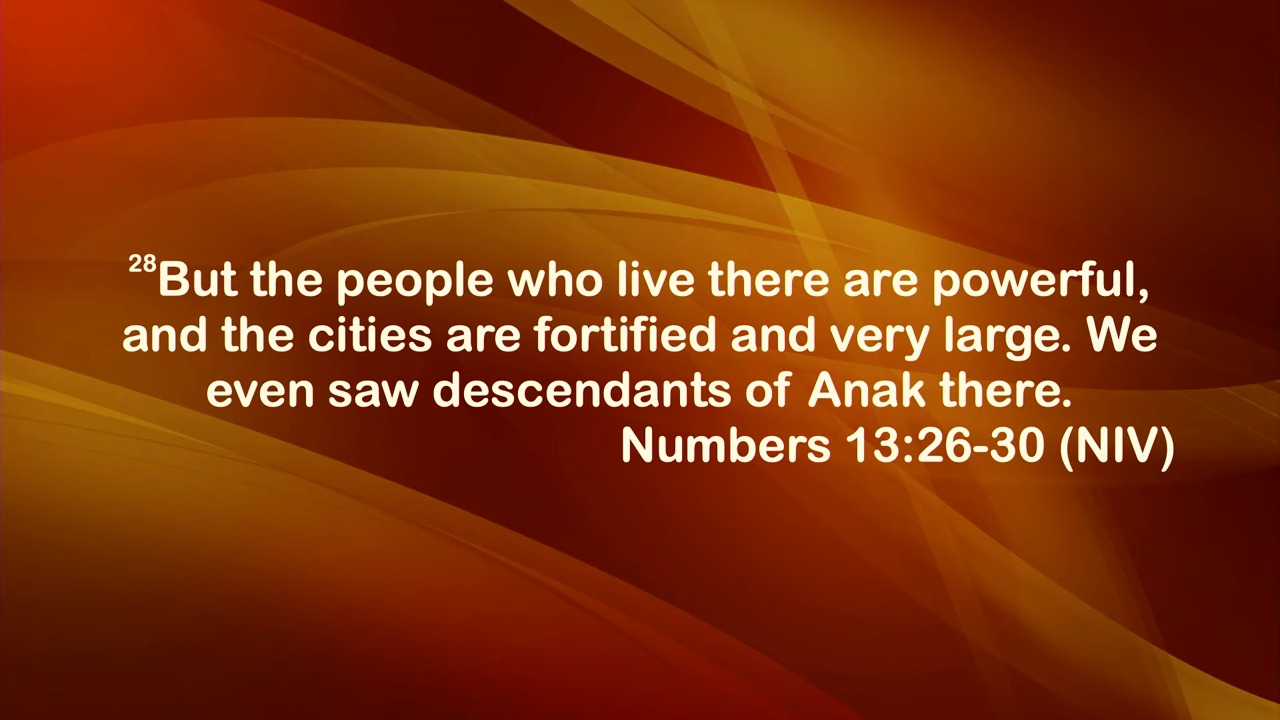 ²⁸But the people who live there are powerful,
and the cities are fortified and very large. We
even saw descendants of Anak there.
Numbers 13:26-30 (NIV)